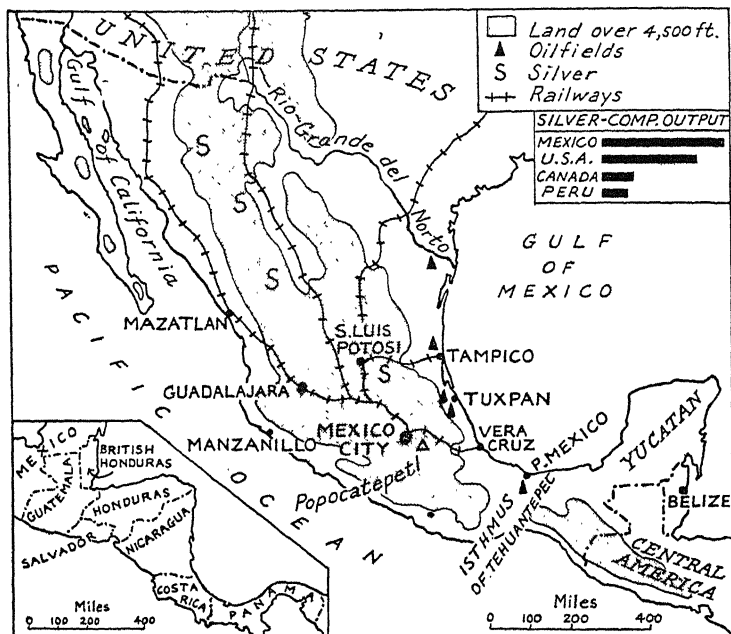 UNITED STATES
Land over 4,500 ft.
Oilfields
S Silver
Railways
SILVER-COMP. OUTPUT
MEXICO
U.S.A.
CANADA
PERU
Gulf of California
Rio-Grande del Norto
S
S
S
S
GULF
OF
MEXICO
PACIFIC OCEAN
MAZATLAN
S. LUIS
POTOSI
TAMPICO
GUADALAJARA
TUXPAN
MANZANILLO
MEXICO
CITY
VERA
CRUZ
Popocatepetl
P. MEXICO
YUCATAN
ISTHMUS
OF TEHUANTEPEC
BELIZE
CENTRAL
AMERICA
Miles
0 200 400
MEXICO
BRITISH
HONDURAS
GUATEMALA
HONDURAS
SALVADOR
NICARAGUA
COSTA
RICA
PANAMA
Miles
0 100 200 400